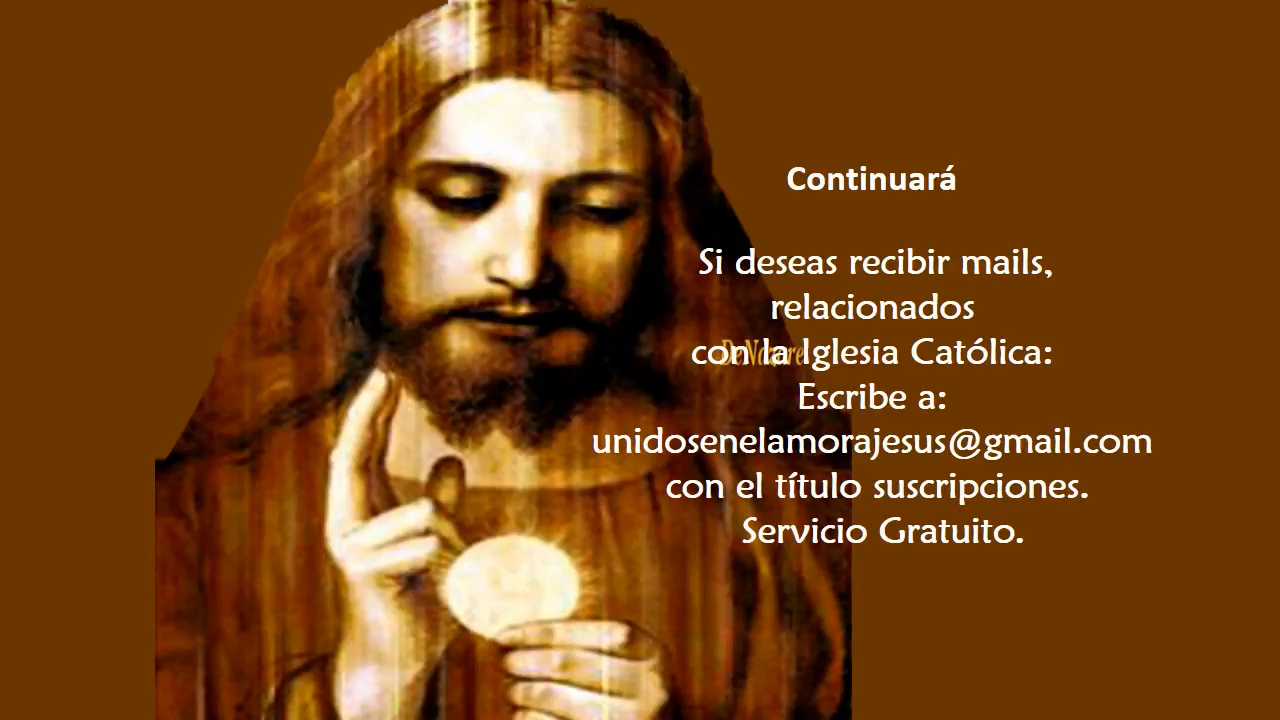 Continuará
Si deseas recibir mails,
relacionados
con la Iglesia Católica:
Escribe a:
unidosenelamorajesus@gmail.com
con el título suscripciones.
Servicio Gratuito.